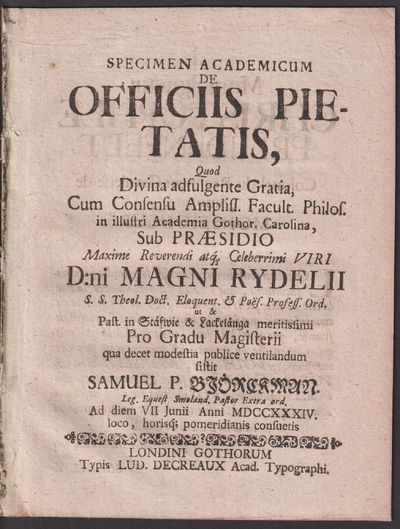 SPECIMEN ACADEMICUM
DE
OFFICIIS PIE-
TATIS,
Quod
Divina adfulgente Gratia,
Cum Consensu Ampliss. Facult. Philos.
in illustri Academia Gothor. Carolina,
Sub PRÆSIDIO
Maxime Reverendi atq; Celeberrimi VIRI
D:ni MAGNI RYDELII
S. S. Theol. Doct. Eloquent. & Poës. Profess. Ord.
ut &
Past. in Stäfwie & Lackelånga meritissimi
Pro Gradu Magisterii
qua decet modestia publice ventilandum
sistit
SAMUEL P. BJÖRCKMAN.
Leg. Equest Smoland. Pastor Extra ord.
Ad diem VII Junii Anni MDCCXXXIV.
loco, horisq; pomeridianis consuetis
LONDINI GOTHORUM
Typis LUD. DECREAUX Acad. Typographi.